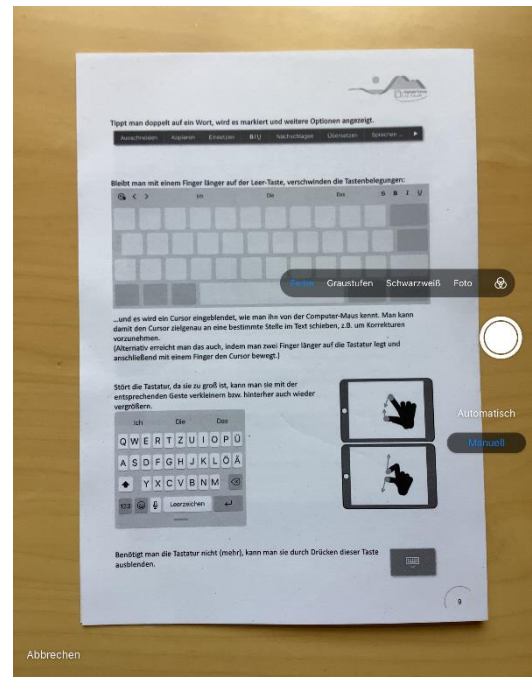 Tippt man doppelt auf ein Wort, wird es markiert und weitere Optionen angezeigt.
Ausschneiden Kopieren Einsetzen B I U Nachschlagen Übersetzen Sprechen ...
Bleibt man mit einem Finger länger auf der Leer-Taste, verschwinden die Tastenbelegungen:
Ich Die Das S B I U
Farbe Graustufen Schwarzweiß Foto
...und es wird ein Cursor eingeblendet, wie man ihn von der Computer-Maus kennt. Man kann
damit den Cursor zielgenau an eine bestimmte Stelle im Text schieben, z.B. um Korrekturen
vorzunehmen.
(Alternativ erreicht man das auch, indem man zwei Finger länger auf die Tastatur legt und
anschließend mit einem Finger den Cursor bewegt.)
Stört die Tastatur, da sie zu groß ist, kann man sie mit der
entsprechenden Geste verkleinern bzw. hinterher auch wieder
vergrößern.
Automatisch
Manuell
Ich Die Das
Q W E R T Z U I O P Ü
A S D F G H J K L Ö Ä
Y X C V B N M
123 Leerzeichen
Benötigt man die Tastatur nicht (mehr), kann man sie durch Drücken dieser Taste
ausblenden.
9
Abbrechen